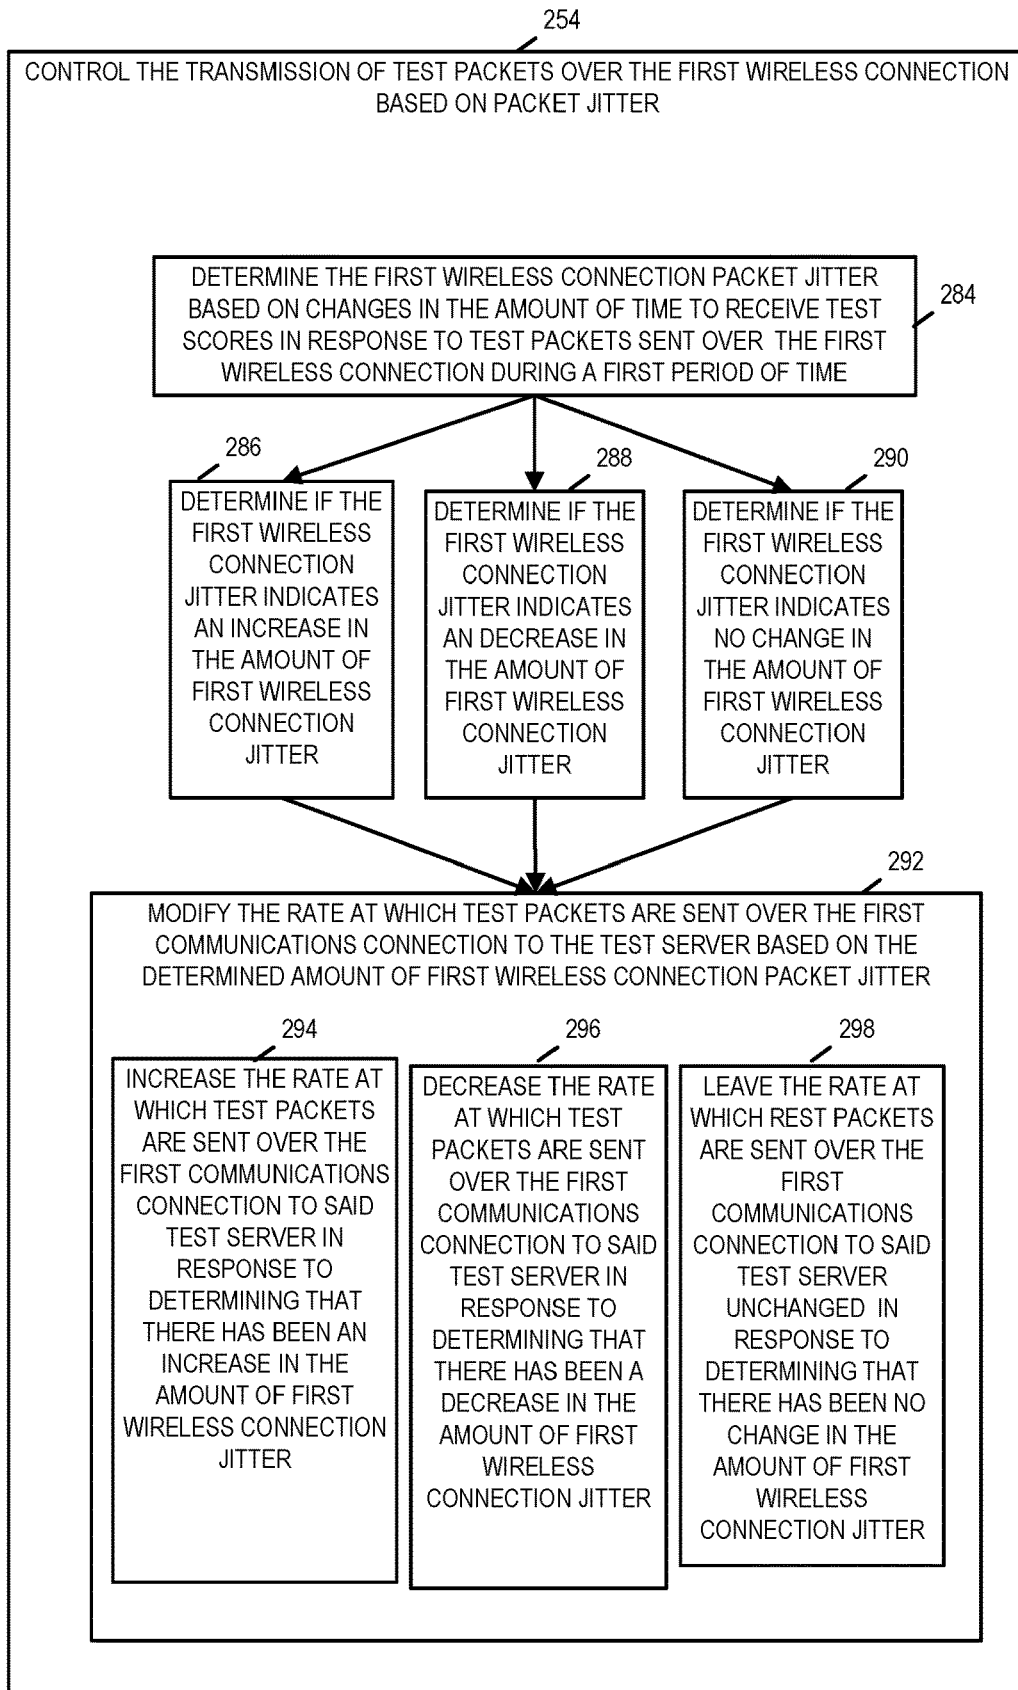 254
CONTROL THE TRANSMISSION OF TEST PACKETS OVER THE FIRST WIRELESS CONNECTION
BASED ON PACKET JITTER
DETERMINE THE FIRST WIRELESS CONNECTION PACKET JITTER
BASED ON CHANGES IN THE AMOUNT OF TIME TO RECEIVE TEST
SCORES IN RESPONSE TO TEST PACKETS SENT OVER THE FIRST
WIRELESS CONNECTION DURING A FIRST PERIOD OF TIME
284
286
DETERMINE IF THE
FIRST WIRELESS
CONNECTION
JITTER INDICATES
AN INCREASE IN
THE AMOUNT OF
FIRST WIRELESS
CONNECTION
JITTER
288
DETERMINE IF THE
FIRST WIRELESS
CONNECTION
JITTER INDICATES
AN DECREASE IN
THE AMOUNT OF
FIRST WIRELESS
CONNECTION
JITTER
290
DETERMINE IF THE
FIRST WIRELESS
CONNECTION
JITTER INDICATES
NO CHANGE IN
THE AMOUNT OF
FIRST WIRELESS
CONNECTION
JITTER
292
MODIFY THE RATE AT WHICH TEST PACKETS ARE SENT OVER THE FIRST
COMMUNICATIONS CONNECTION TO THE TEST SERVER BASED ON THE
DETERMINED AMOUNT OF FIRST WIRELESS CONNECTION PACKET JITTER
294
INCREASE THE RATE AT
WHICH TEST PACKETS
ARE SENT OVER THE
FIRST COMMUNICATIONS
CONNECTION TO SAID
TEST SERVER IN
RESPONSE TO
DETERMINING THAT
THERE HAS BEEN AN
INCREASE IN THE
AMOUNT OF FIRST
WIRELESS CONNECTION
JITTER
296
DECREASE THE RATE
AT WHICH TEST
PACKETS ARE SENT
OVER THE FIRST
COMMUNICATIONS
CONNECTION TO SAID
TEST SERVER IN
RESPONSE TO
DETERMINING THAT
THERE HAS BEEN A
DECREASE IN THE
AMOUNT OF FIRST
WIRELESS
CONNECTION JITTER
298
LEAVE THE RATE AT
WHICH REST PACKETS
ARE SENT OVER THE
FIRST
COMMUNICATIONS
CONNECTION TO SAID
TEST SERVER
UNCHANGED IN
RESPONSE TO
DETERMINING THAT
THERE HAS BEEN NO
CHANGE IN THE
AMOUNT OF FIRST
WIRELESS
CONNECTION JITTER